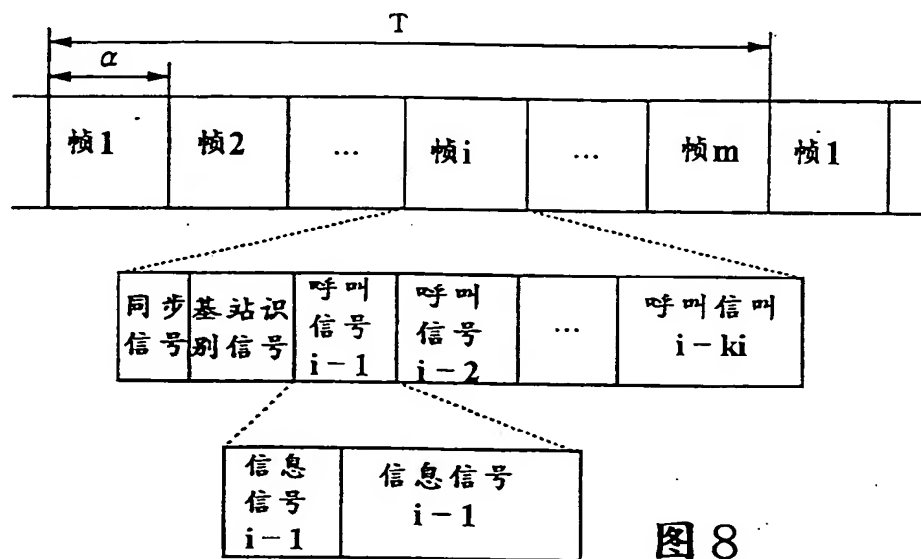 T
α
帧1 帧2 … 帧i … 帧m 帧1
同步
信号
基站识
别信号
呼叫
信号
i-1
呼叫
信号
i-2
…
呼叫信叫
i-ki
信息
信号
i-1
信息信号
i-1
图8